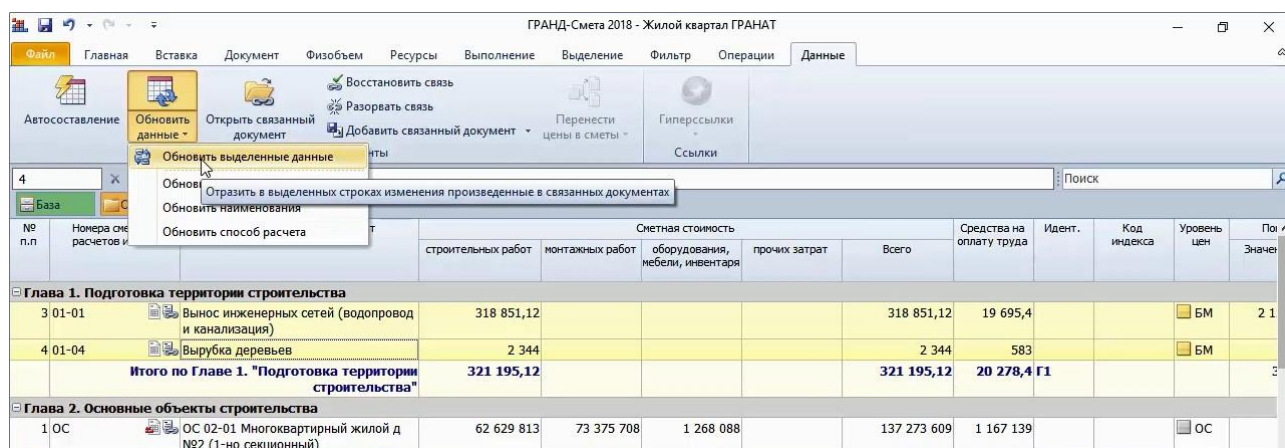 ГРАНД-Смета 2018 - Жилой квартал ГРАНАТ
Файл Главная Вставка Документ Физобъем Ресурсы Выполнение Выделение Фильтр Операции Данные
Автосоставление
Обновить данные
Открыть связанный документ
Восстановить связь
Разорвать связь
Добавить связанный документ
Перенести цены в сметы
Гиперссылки
Ссылки
Обновить выделенные данные
Отразить в выделенных строках изменения произведенные в связанных документах
Обновить наименования
Обновить способ расчета
4
Поиск
База
№ п.п
Сметная стоимость
строительных работ
монтажных работ
оборудования, мебели, инвентаря
прочих затрат
Всего
Средства на оплату труда
Идент.
Код индекса
Уровень цен
Глава 1. Подготовка территории строительства
3 01-01 Вынос инженерных сетей (водопровод 318 851,12 318 851,12 19 695,4 БМ 2 1
и канализация)
4 01-04 Вырубка деревьев 2 344 2 344 583 БМ
Итого по Главе 1. "Подготовка территории 321 195,12 321 195,12 20 278,4 Г1
строительства"
Глава 2. Основные объекты строительства
1 ОС ОС 02-01 Многоквартирный жилой д 62 629 813 73 375 708 1 268 088 137 273 609 1 167 139 ОС
№2 (1-но секционный)